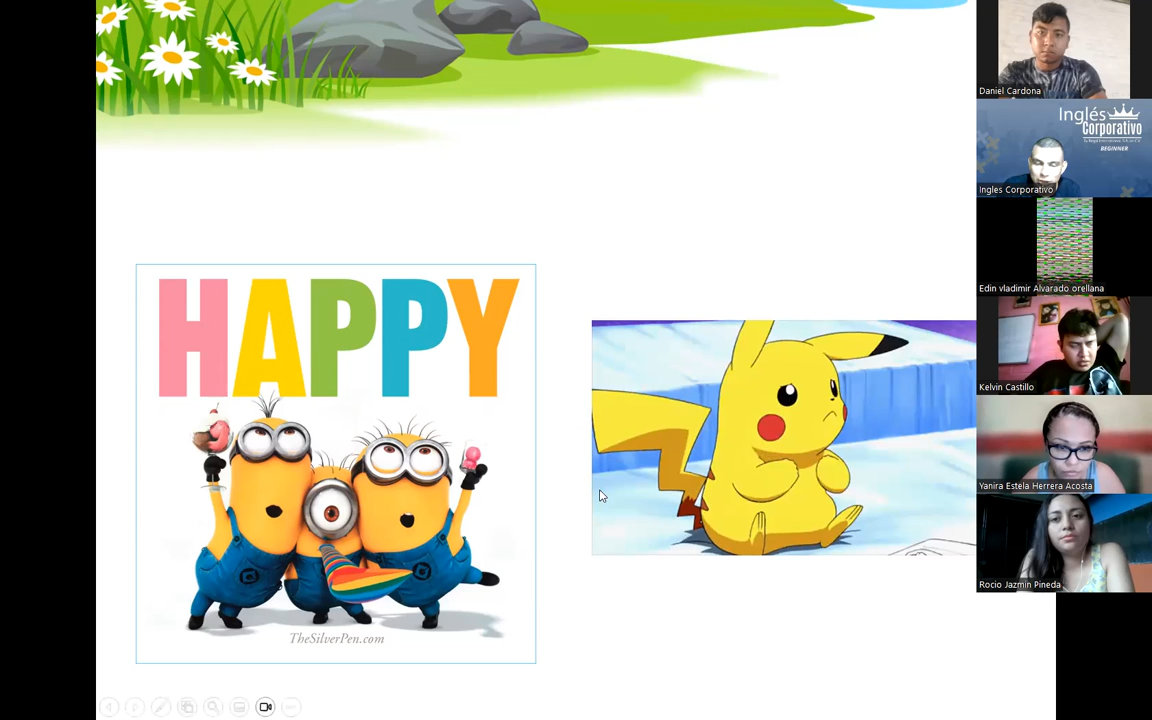 HAPPY
TheSilverPen.com
Daniel Cardona
Inglés
Corporativo
BEGINNER
Ingles Corporativo
Edin vladimir Alvarado orellana
Kelvin Castillo
Yanira Estela Herrera Acosta
Rocio Jazmin Pineda